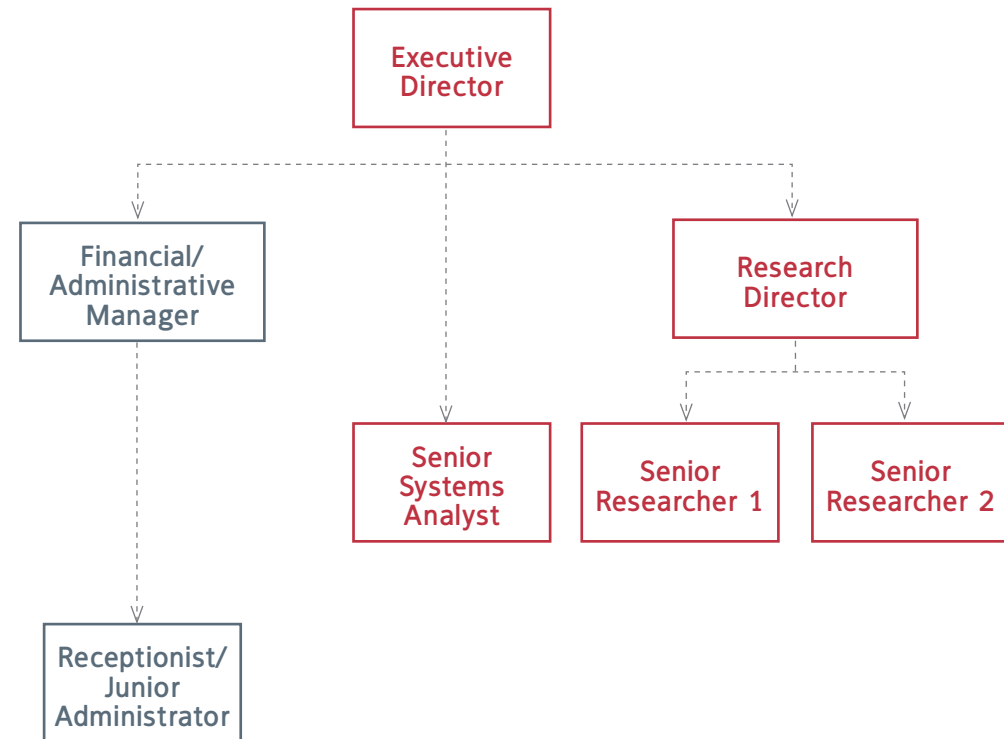 Executive
Director
Financial/
Administrative
Manager
Research
Director
Senior
Systems
Analyst
Senior
Researcher 1
Senior
Researcher 2
Receptionist/
Junior
Administrator